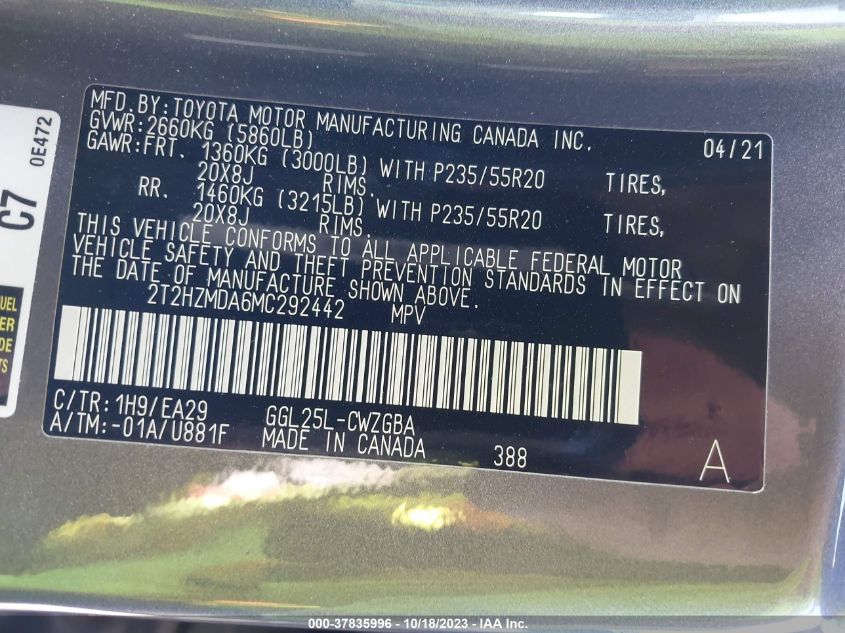 MFD. BY: TOYOTA MOTOR MANUFACTURING CANADA INC. 04/21
GVWR: 2660KG (5860LB)
GAWR: FRT. 1360KG (3000LB) WITH P235/55R20 TIRES,
20X8J RIMS.
RR. 1460KG (3215LB) WITH P235/55R20 TIRES,
20X8J RIMS.
THIS VEHICLE CONFORMS TO ALL APPLICABLE FEDERAL MOTOR
VEHICLE SAFETY AND THEFT PREVENTION STANDARDS IN EFFECT ON
THE DATE OF MANUFACTURE SHOWN ABOVE.
2T2HZMDA6MC292442 MPV
C/TR: 1H9/EA29 GGL25L-CWZGBA
A/TM: -01A/U881F MADE IN CANADA 388 A
C7 0E472
000-37835996 - 10/18/2023 - IAA Inc.